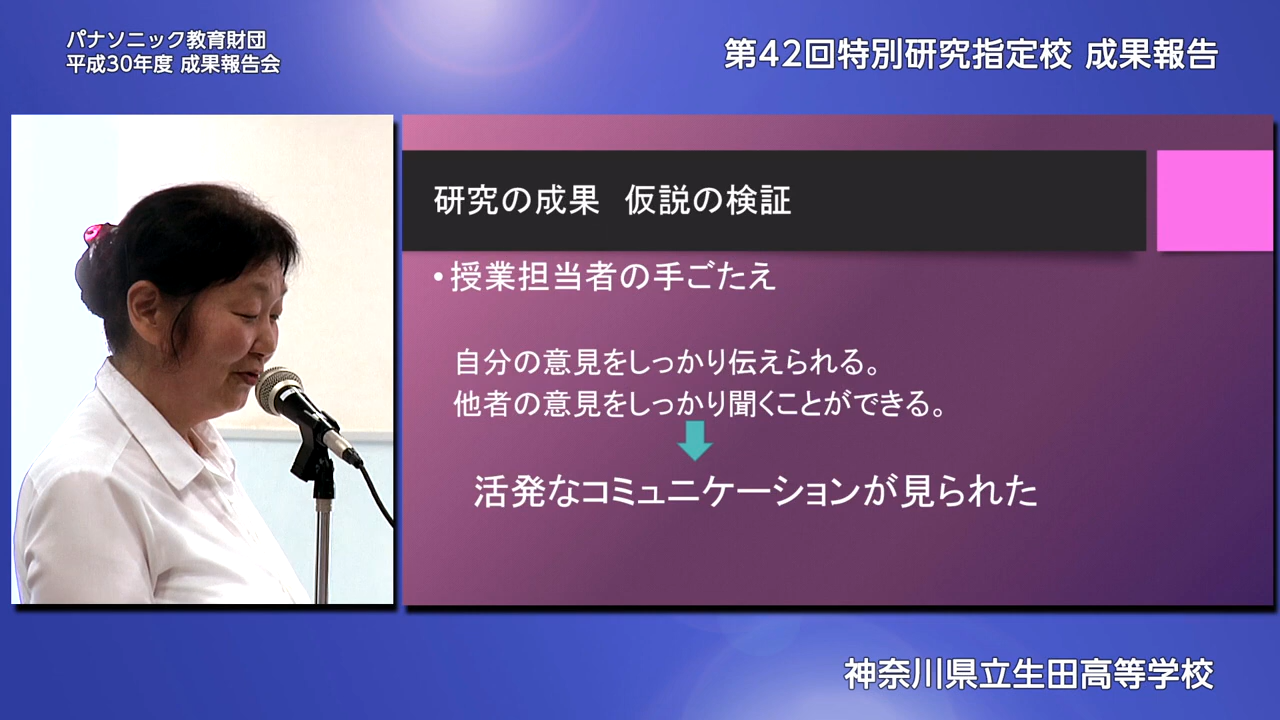 パナソニック教育財団
平成30年度 成果報告会
第42回特別研究指定校 成果報告
研究の成果　仮説の検証
・授業担当者の手ごたえ
自分の意見をしっかり伝えられる。
他者の意見をしっかり聞くことができる。
活発なコミュニケーションが見られた
神奈川県立生田高等学校